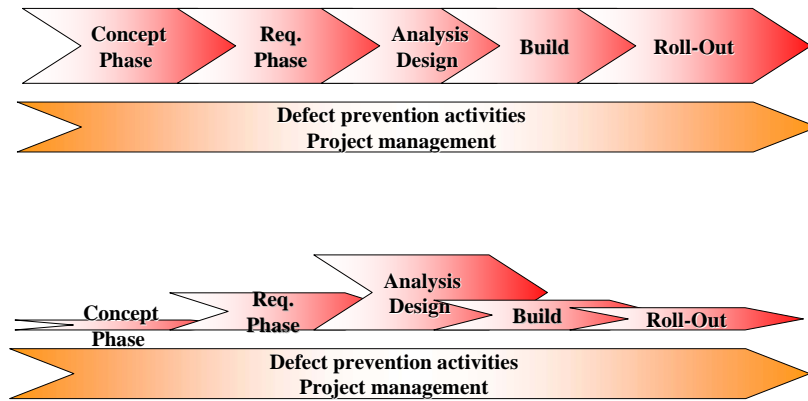 Concept
Phase
Req.
Phase
Analysis
Design
Build
Roll-Out
Defect prevention activities
Project management
Concept
Phase
Req.
Phase
Analysis
Design
Build
Roll-Out
Defect prevention activities
Project management